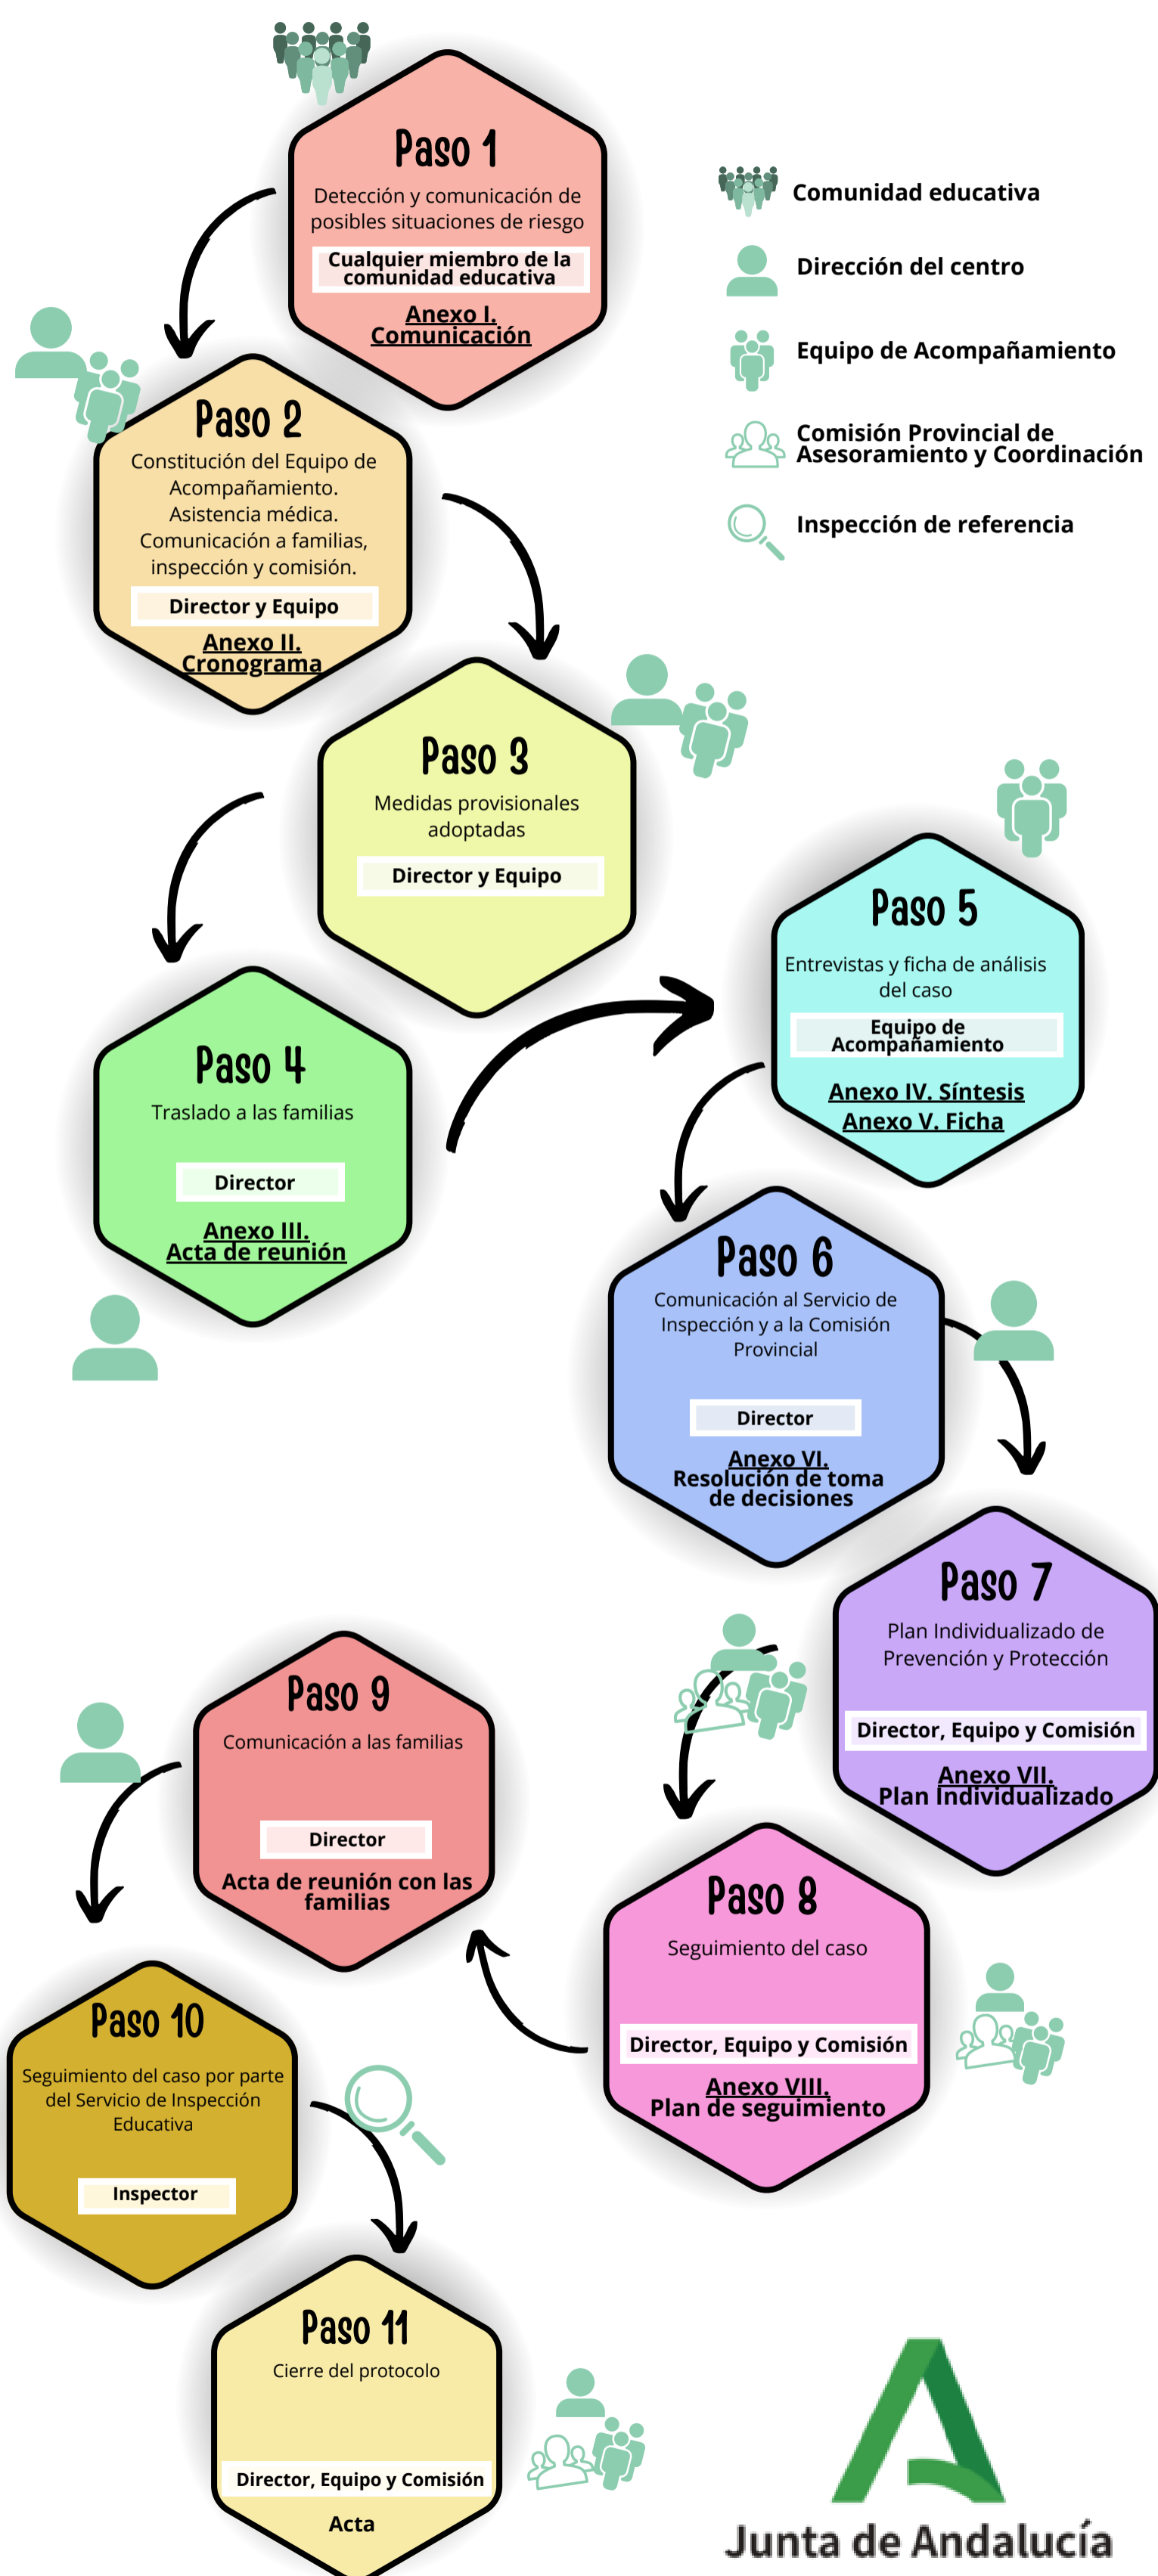 Paso 1
Detección y comunicación de
posibles situaciones de riesgo
Cualquier miembro de la
comunidad educativa
Anexo I.
Comunicación
Comunidad educativa
Dirección del centro
Equipo de Acompañamiento
Comisión Provincial de
Asesoramiento y Coordinación
Inspección de referencia
Paso 2
Constitución del Equipo de
Acompañamiento.
Asistencia médica.
Comunicación a familias,
inspección y comisión.
Director y Equipo
Anexo II.
Cronograma
Paso 3
Medidas provisionales
adoptadas
Director y Equipo
Paso 4
Traslado a las familias
Director
Anexo III.
Acta de reunión
Paso 5
Entrevistas y ficha de análisis
del caso
Equipo de
Acompañamiento
Anexo IV. Síntesis
Anexo V. Ficha
Paso 6
Comunicación al Servicio de
Inspección y a la Comisión
Provincial
Director
Anexo VI.
Resolución de toma
de decisiones
Paso 7
Plan Individualizado de
Prevención y Protección
Director, Equipo y Comisión
Anexo VII.
Plan Individualizado
Paso 8
Seguimiento del caso
Director, Equipo y Comisión
Anexo VIII.
Plan de seguimiento
Paso 9
Comunicación a las familias
Director
Acta de reunión con las
familias
Paso 10
Seguimiento del caso por parte
del Servicio de Inspección
Educativa
Inspector
Paso 11
Cierre del protocolo
Director, Equipo y Comisión
Acta
Junta de Andalucía